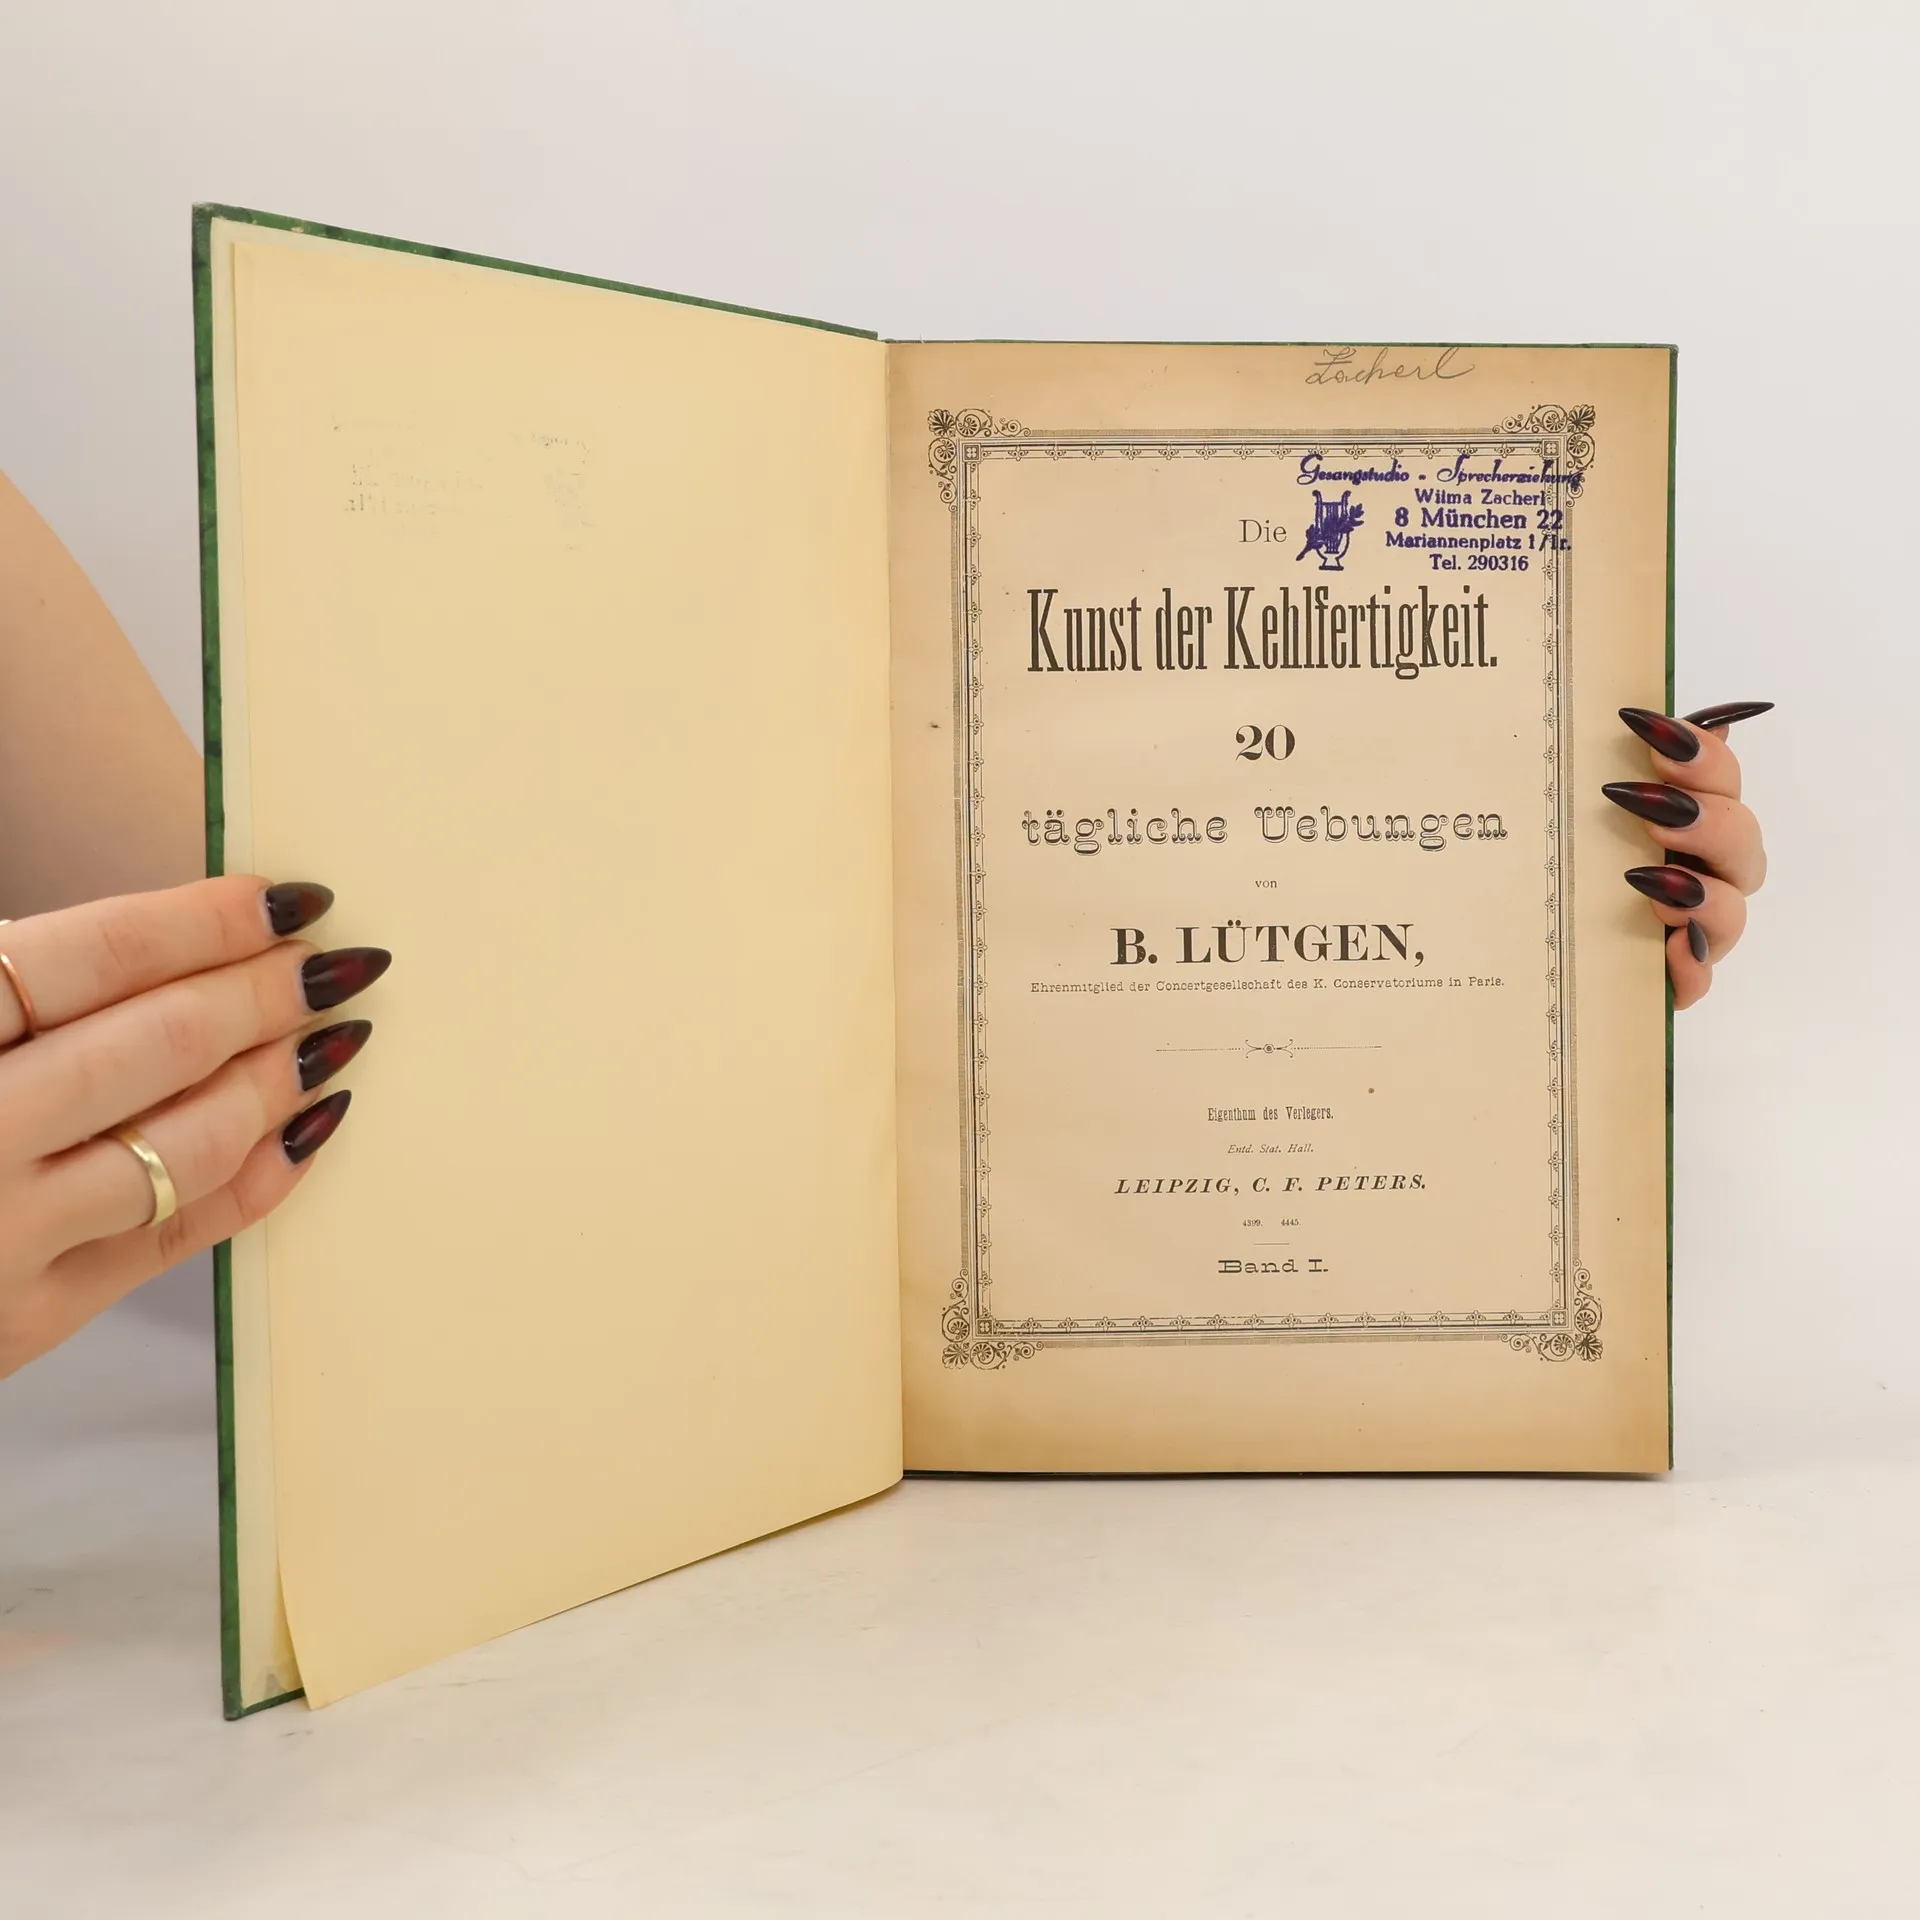 Zacherl
Gesangstudio - Sprecherziehung
Wilma Zacherl
8 München 22
Mariannenplatz 1/Ir.
Tel. 290316
Die
Kunst der Kehlfertigkeit.
20
tägliche Uebungen
von
B. LÜTGEN,
Ehrenmitglied der Concertgesellschaft des K. Conservatoriums in Paris.
Eigenthum des Verlegers.
Entd. Stat. Hall.
LEIPZIG, C. F. PETERS.
4399. 4445.
Band I.